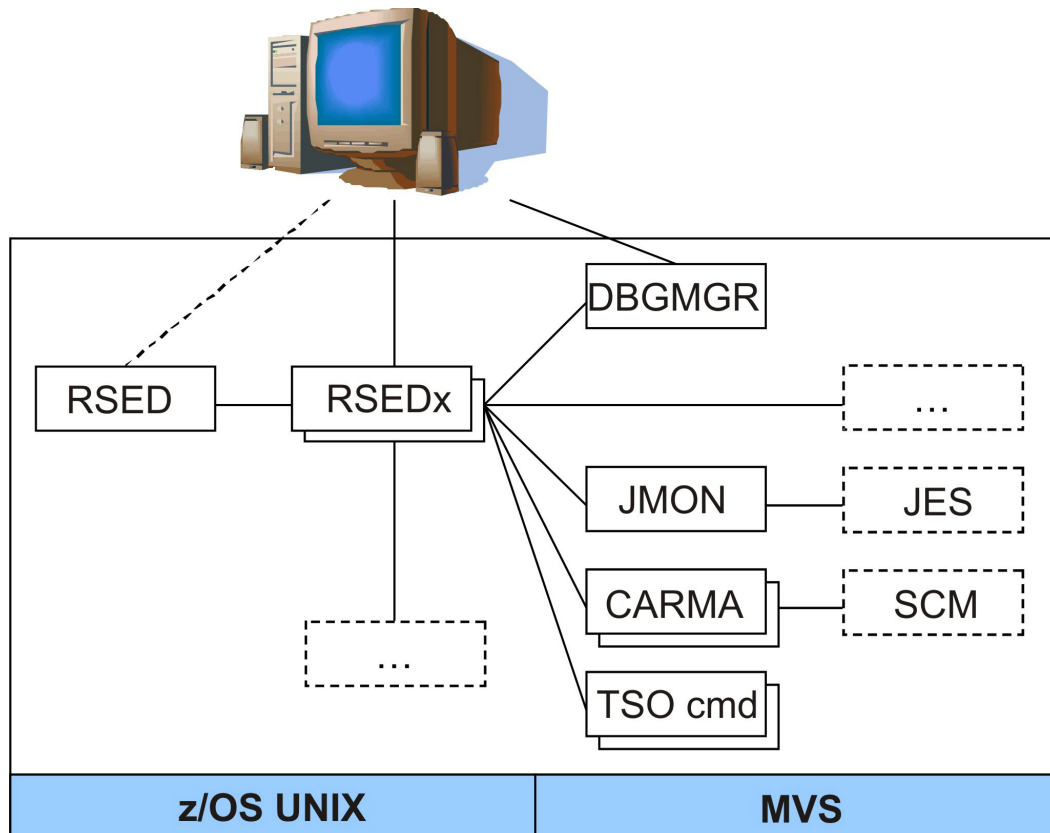 DBGMGR
RSED
RSEDx
...
JMON
JES
CARMA
SCM
...
TSO cmd
z/OS UNIX
MVS